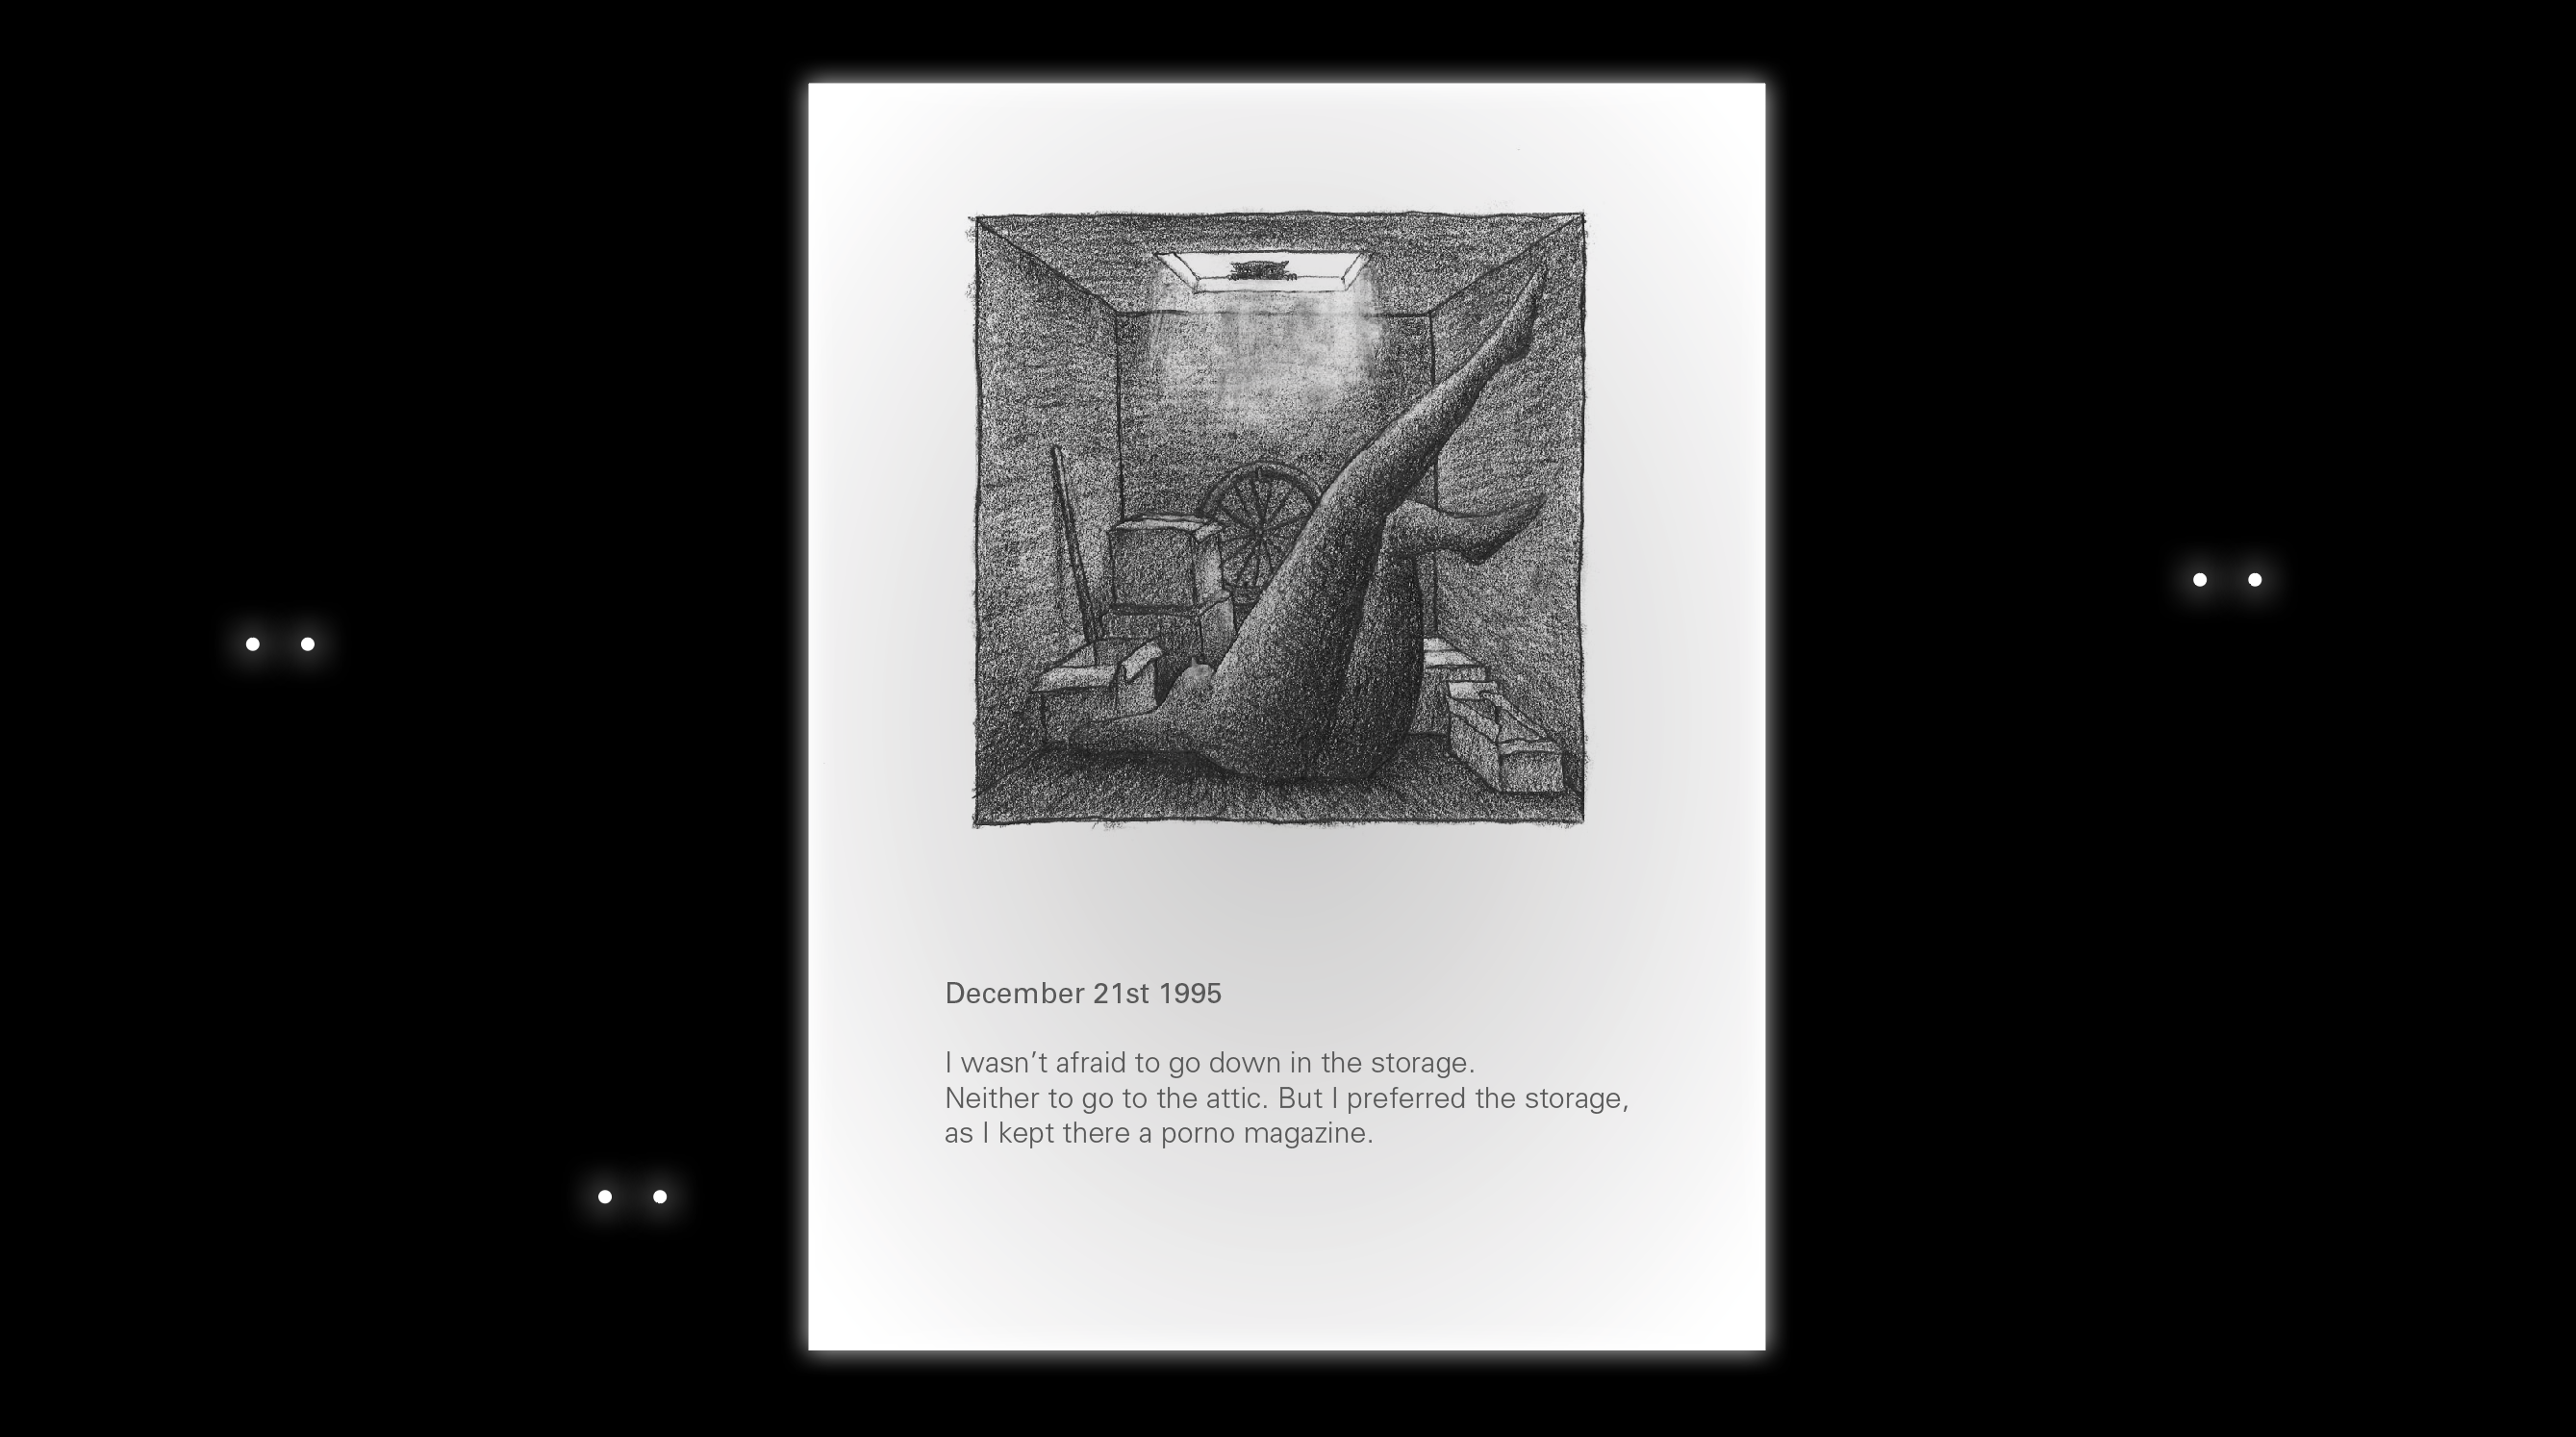 December 21st 1995
I wasn’t afraid to go down in the storage.
Neither to go to the attic. But I preferred the storage,
as I kept there a porno magazine.